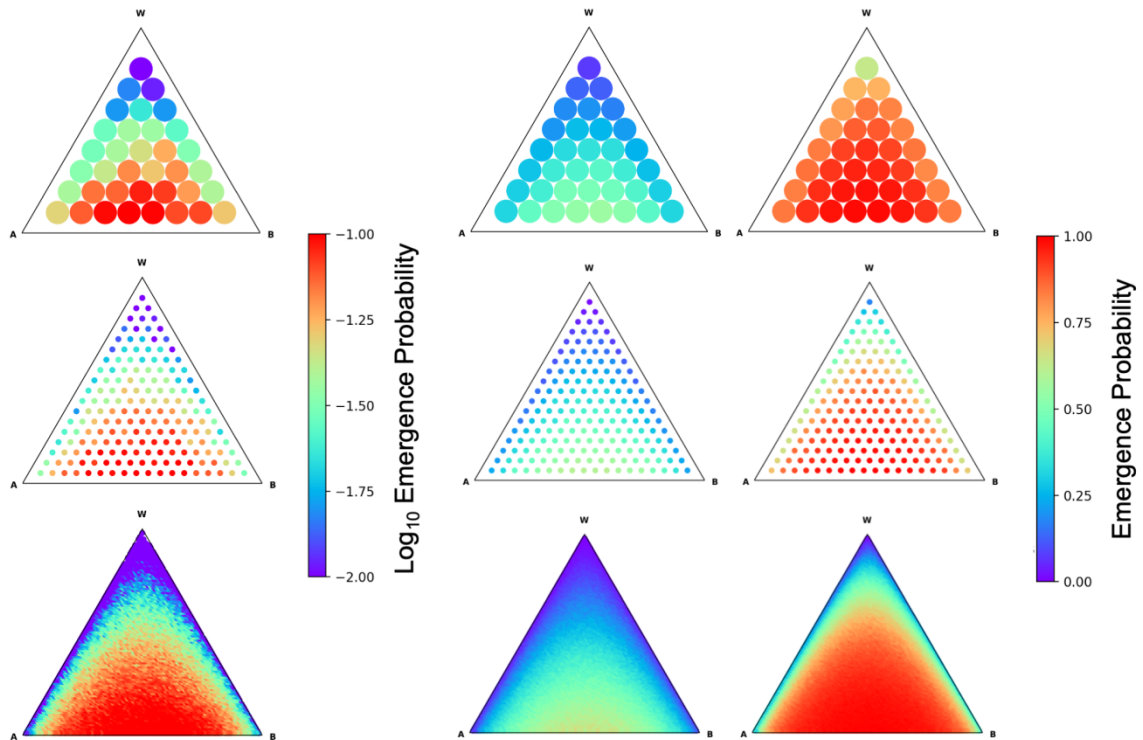 W W W
A B A B A B
−1.00
−1.25
−1.50
−1.75
−2.00
Log10 Emergence Probability
1.00
0.75
0.50
0.25
0.00
Emergence Probability
W W W
A B A B A B
W W W
A B A B A B